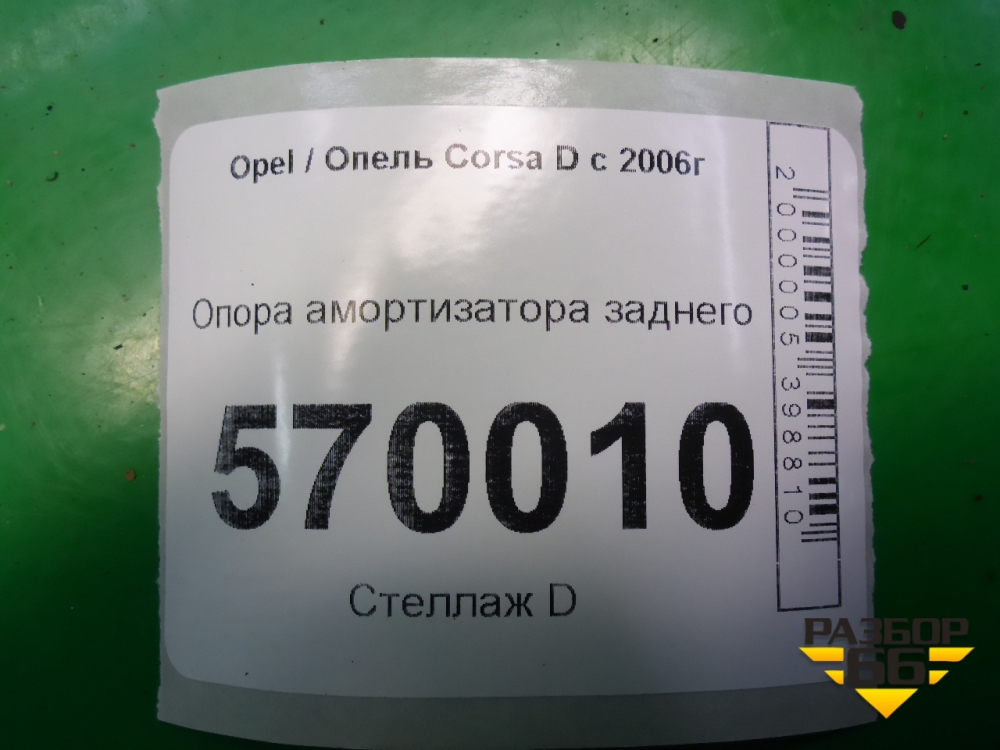 Opel / Опель Corsa D с 2006г
Опора амортизатора заднего
570010
Стеллаж D
2000005398810
РАЗБОР
66